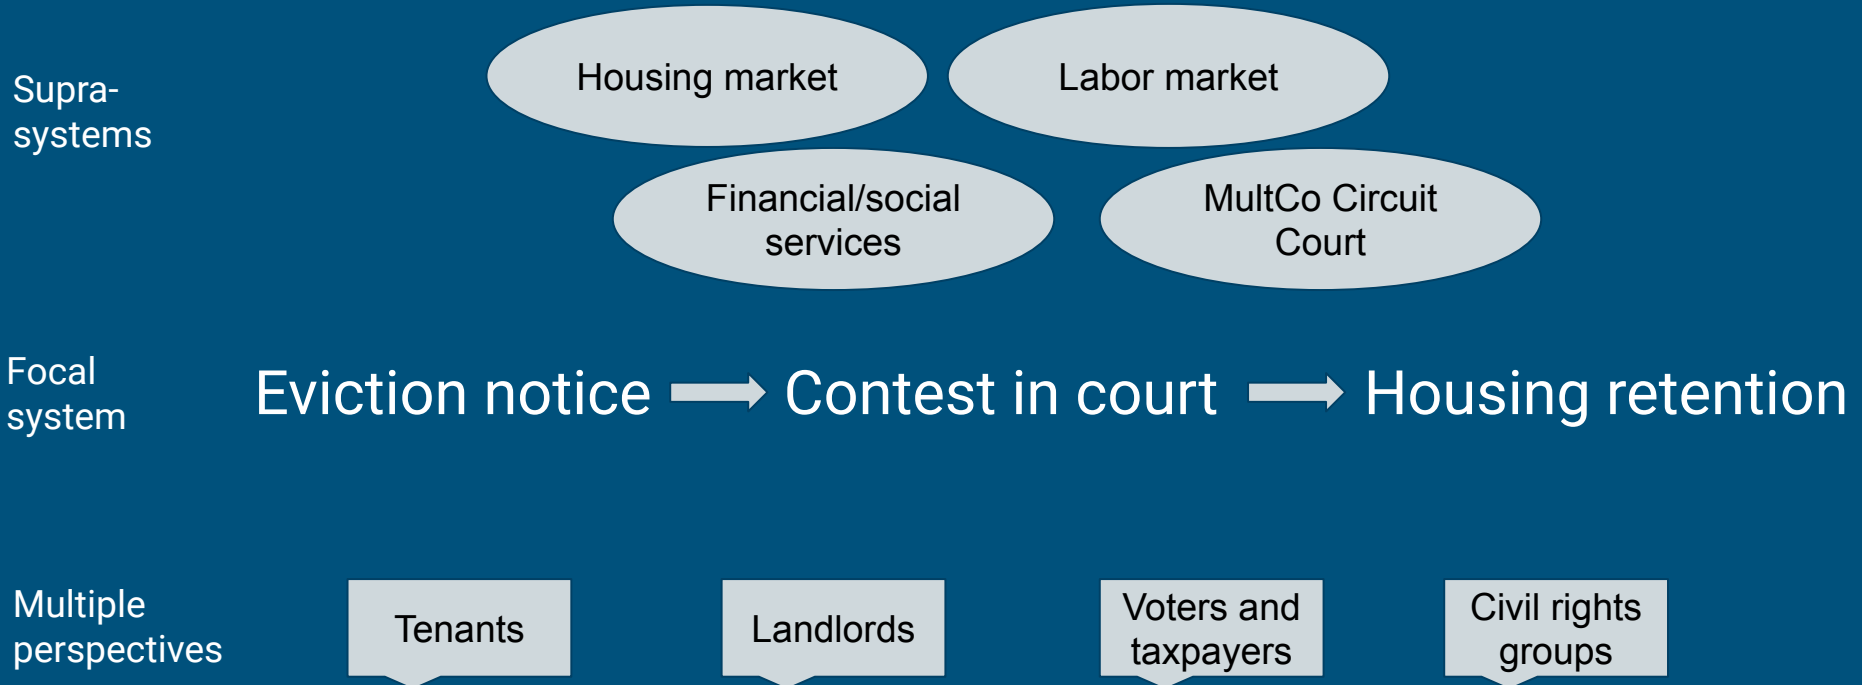 Supra-
systems
Housing market
Labor market
Financial/social
services
MultCo Circuit
Court
Focal
system
Eviction notice
Contest in court
Housing retention
Multiple
perspectives
Tenants
Landlords
Voters and
taxpayers
Civil rights
groups